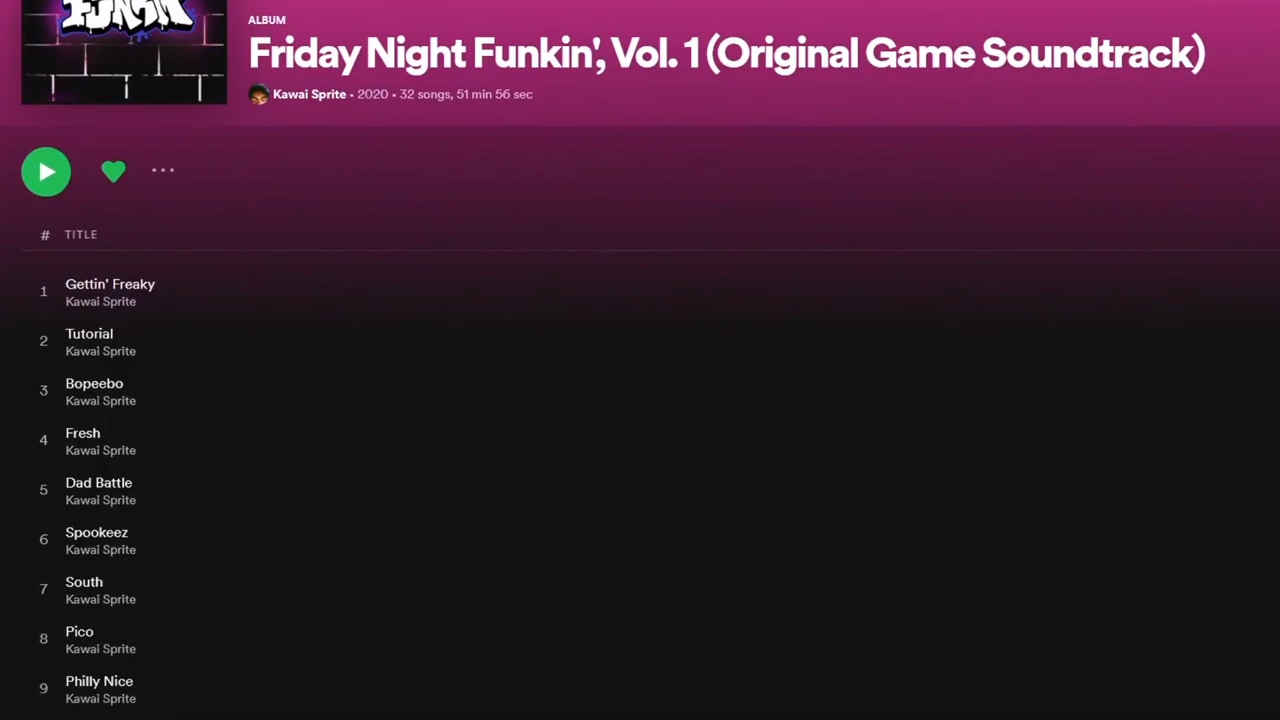 FUNKIN
ALBUM
Friday Night Funkin', Vol. 1 (Original Game Soundtrack)
Kawai Sprite • 2020 • 32 songs, 51 min 56 sec
# TITLE
1 Gettin' Freaky
Kawai Sprite
2 Tutorial
Kawai Sprite
3 Bopeebo
Kawai Sprite
4 Fresh
Kawai Sprite
5 Dad Battle
Kawai Sprite
6 Spookeez
Kawai Sprite
7 South
Kawai Sprite
8 Pico
Kawai Sprite
9 Philly Nice
Kawai Sprite